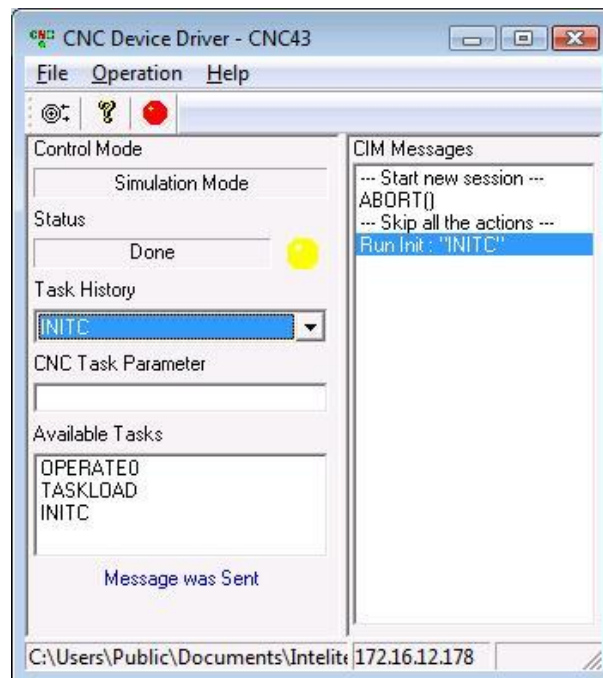 CNC Device Driver - CNC43
File Operation Help
Control Mode
Simulation Mode
Status
Done
Task History
INITC
CNC Task Parameter
Available Tasks
OPERATE0
TASKLOAD
INITC
Message was Sent
CIM Messages
--- Start new session ---
ABORT()
--- Skip all the actions ---
Run Init : "INITC"
C:\Users\Public\Documents\Intelite 172.16.12.178